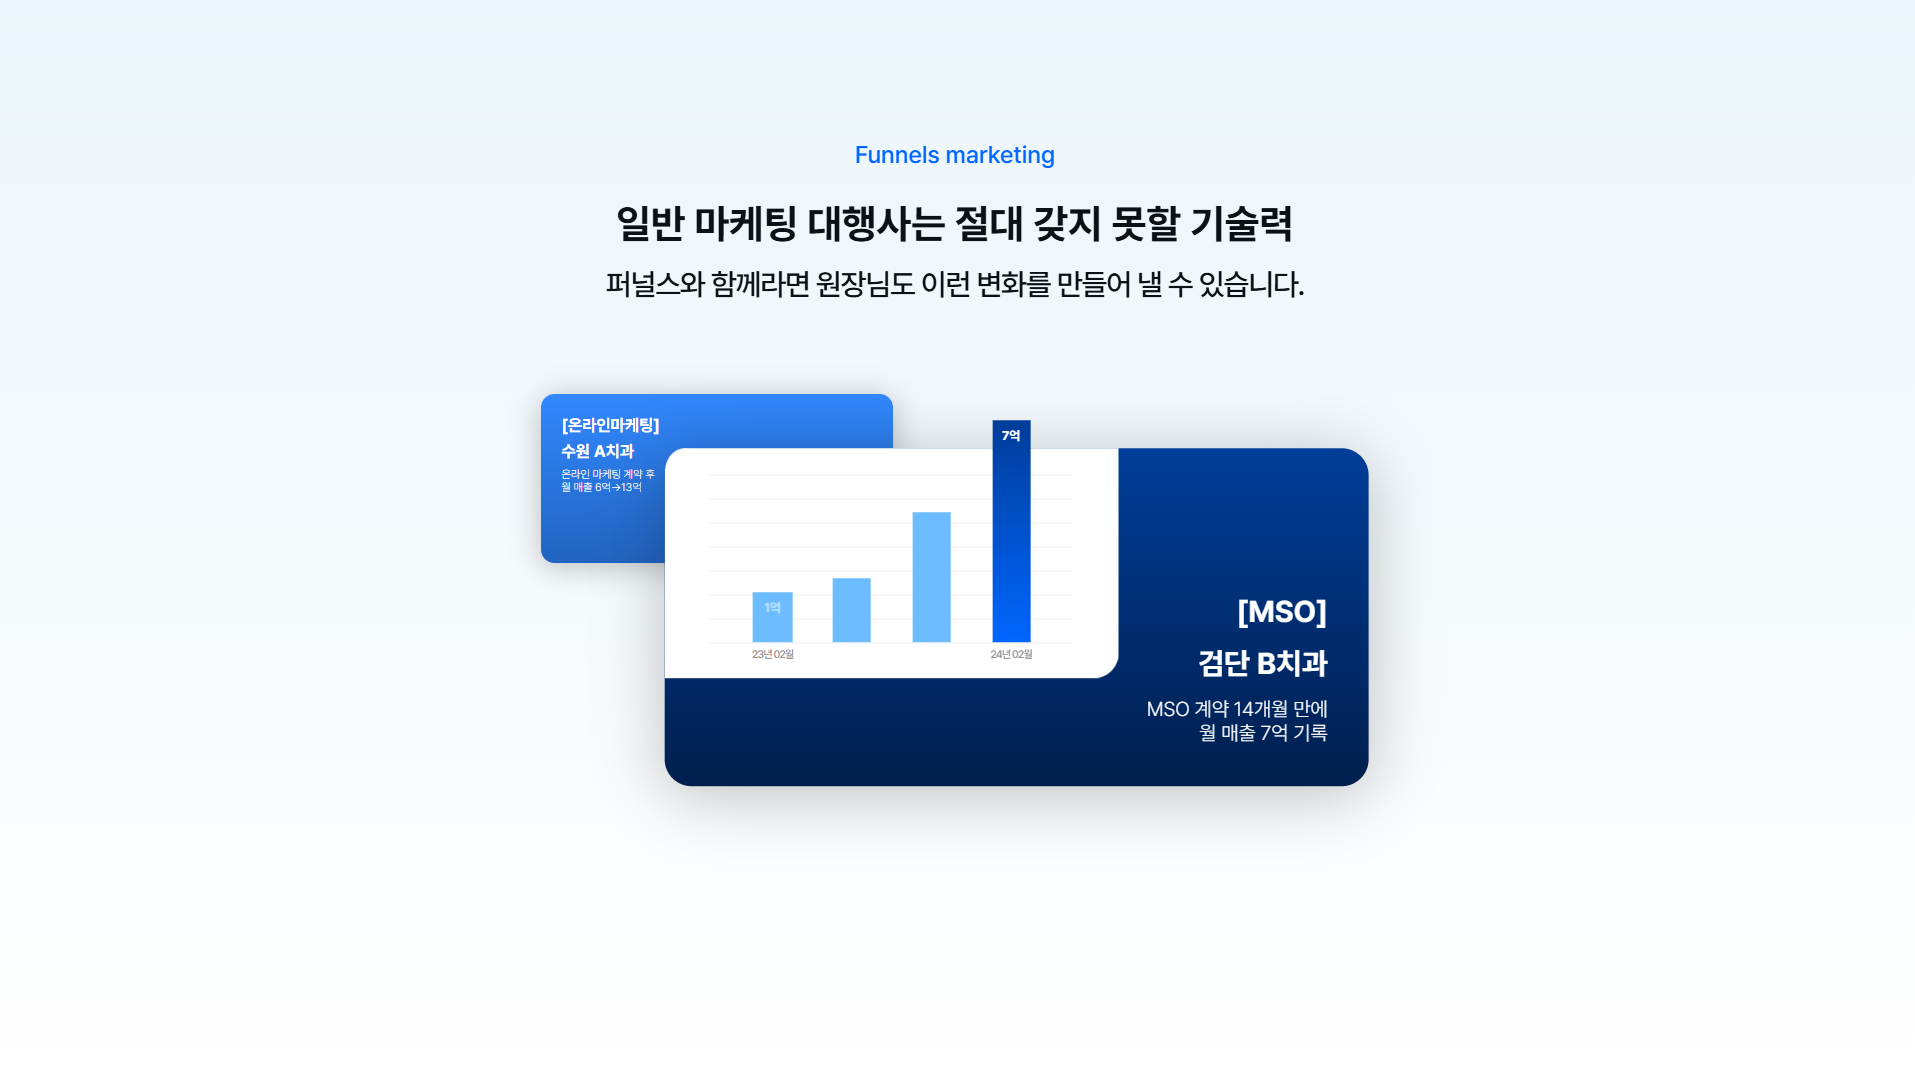 Funnels marketing
일반 마케팅 대행사는 절대 갖지 못할 기술력
퍼널스와 함께라면 원장님도 이런 변화를 만들어 낼 수 있습니다.
[온라인마케팅]
수원 A치과
온라인 마케팅 계약 후
월 매출 6억→13억
7억
1억
23년 02월
24년 02월
[MSO]
검단 B치과
MSO 계약 14개월 만에
월 매출 7억 기록